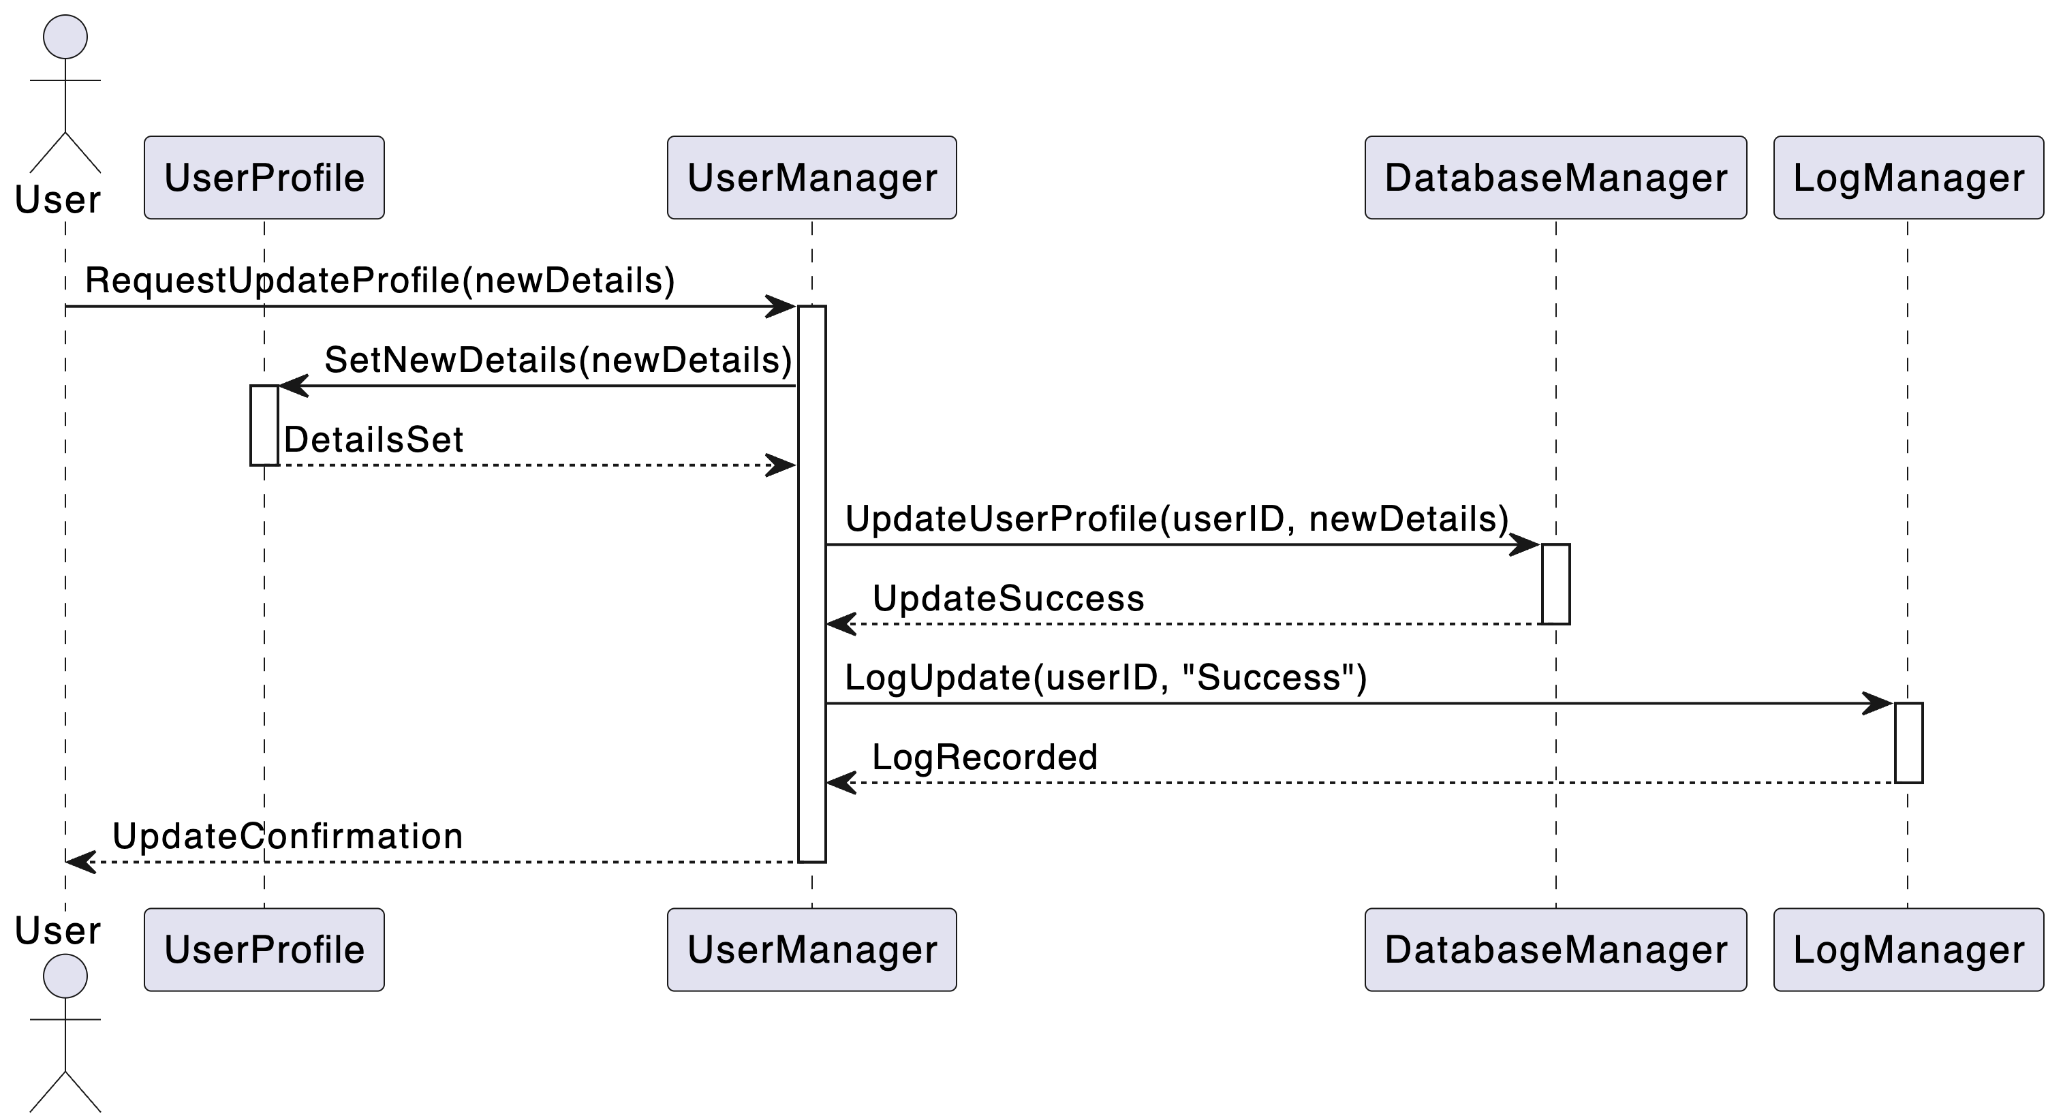 User
UserProfile
UserManager
DatabaseManager
LogManager
RequestUpdateProfile(newDetails)
SetNewDetails(newDetails)
DetailsSet
UpdateUserProfile(userID, newDetails)
UpdateSuccess
LogUpdate(userID, "Success")
LogRecorded
UpdateConfirmation
User
UserProfile
UserManager
DatabaseManager
LogManager